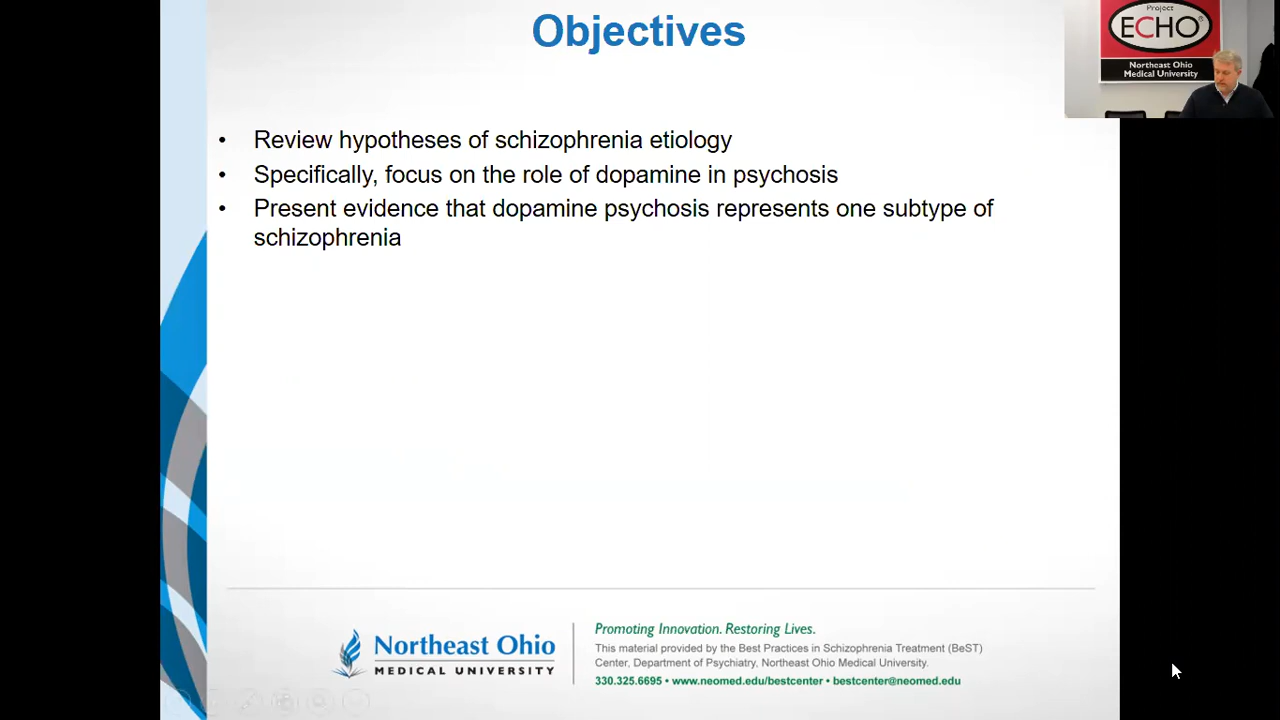 Objectives
Project
ECHO®
Northeast Ohio
Medical University
• Review hypotheses of schizophrenia etiology
• Specifically, focus on the role of dopamine in psychosis
• Present evidence that dopamine psychosis represents one subtype of
schizophrenia
Northeast Ohio
MEDICAL UNIVERSITY
Promoting Innovation. Restoring Lives.
This material provided by the Best Practices in Schizophrenia Treatment (BeST)
Center, Department of Psychiatry, Northeast Ohio Medical University.
330.325.6695 • www.neomed.edu/bestcenter • bestcenter@neomed.edu